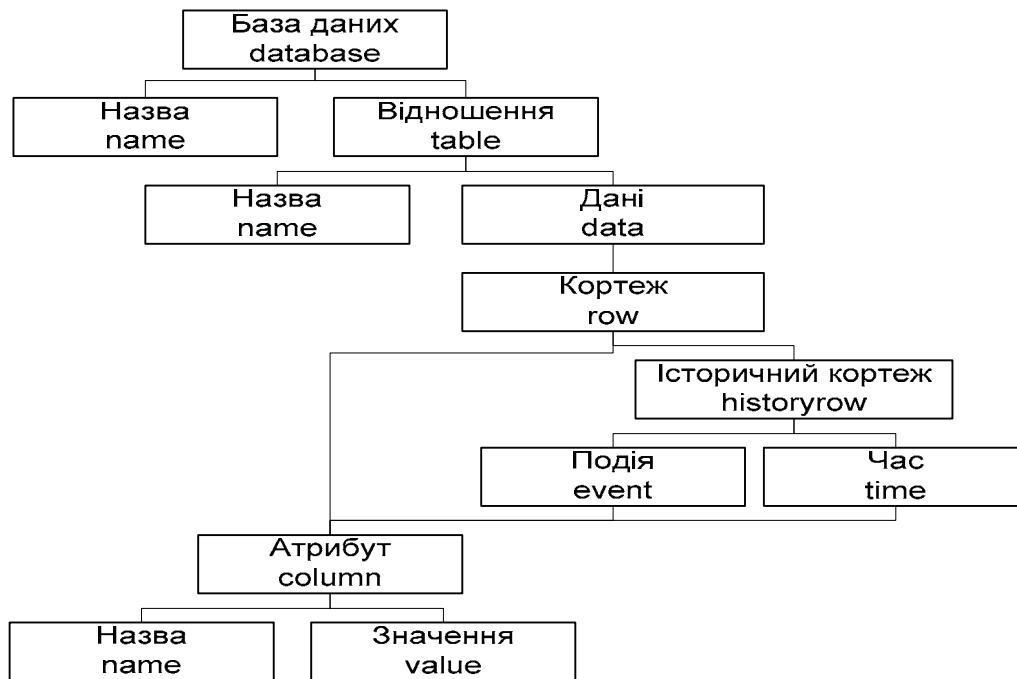 База даних
database
Назва
name
Відношення
table
Назва
name
Дані
data
Кортеж
row
Історичний кортеж
historyrow
Подія
event
Час
time
Атрибут
column
Назва
name
Значення
value